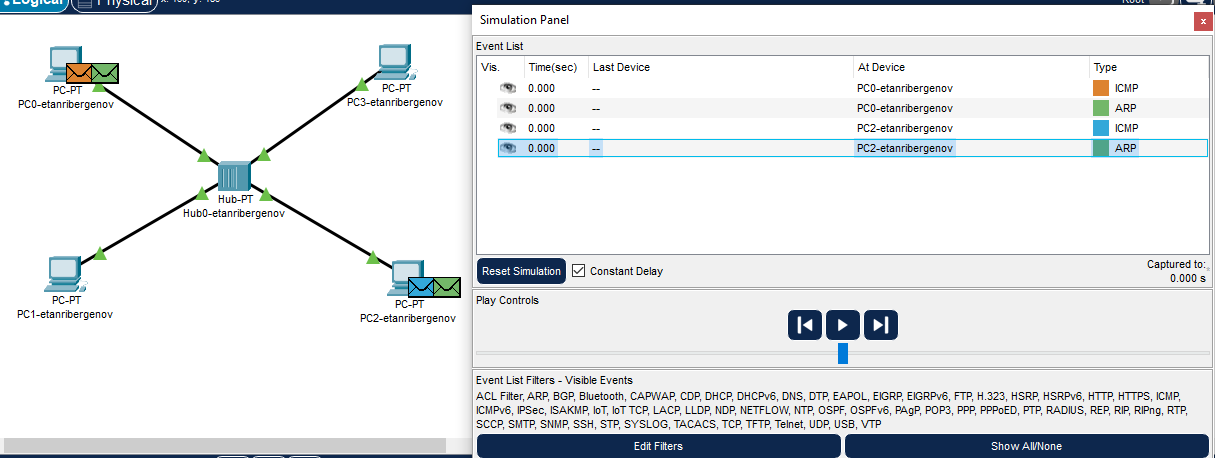 Logical
Physical
Root
Simulation Panel
x
Event List
Vis. Time(sec) Last Device At Device Type
0.000 -- PC0-etanribergenov ICMP
0.000 -- PC0-etanribergenov ARP
0.000 -- PC2-etanribergenov ICMP
0.000 -- PC2-etanribergenov ARP
Reset Simulation Constant Delay
Captured to:
0.000 s
Play Controls
Event List Filters - Visible Events
ACL Filter, ARP, BGP, Bluetooth, CAPWAP, CDP, DHCP, DHCPv6, DNS, DTP, EAPOL, EIGRP, EIGRPv6, FTP, H.323, HSRP, HSRPv6, HTTP, HTTPS, ICMP,
ICMPv6, IPSec, ISAKMP, IoT, IoT TCP, LACP, LLDP, NDP, NETFLOW, NTP, OSPF, OSPFv6, PAgP, POP3, PPP, PPPoED, PTP, RADIUS, REP, RIP, RIPng, RTP,
SCCP, SMTP, SNMP, SSH, STP, SYSLOG, TACACS, TCP, TFTP, Telnet, UDP, USB, VTP
Edit Filters Show All/None
PC-PT
PC0-etanribergenov
PC-PT
PC3-etanribergenov
Hub-PT
Hub0-etanribergenov
PC-PT
PC1-etanribergenov
PC-PT
PC2-etanribergenov